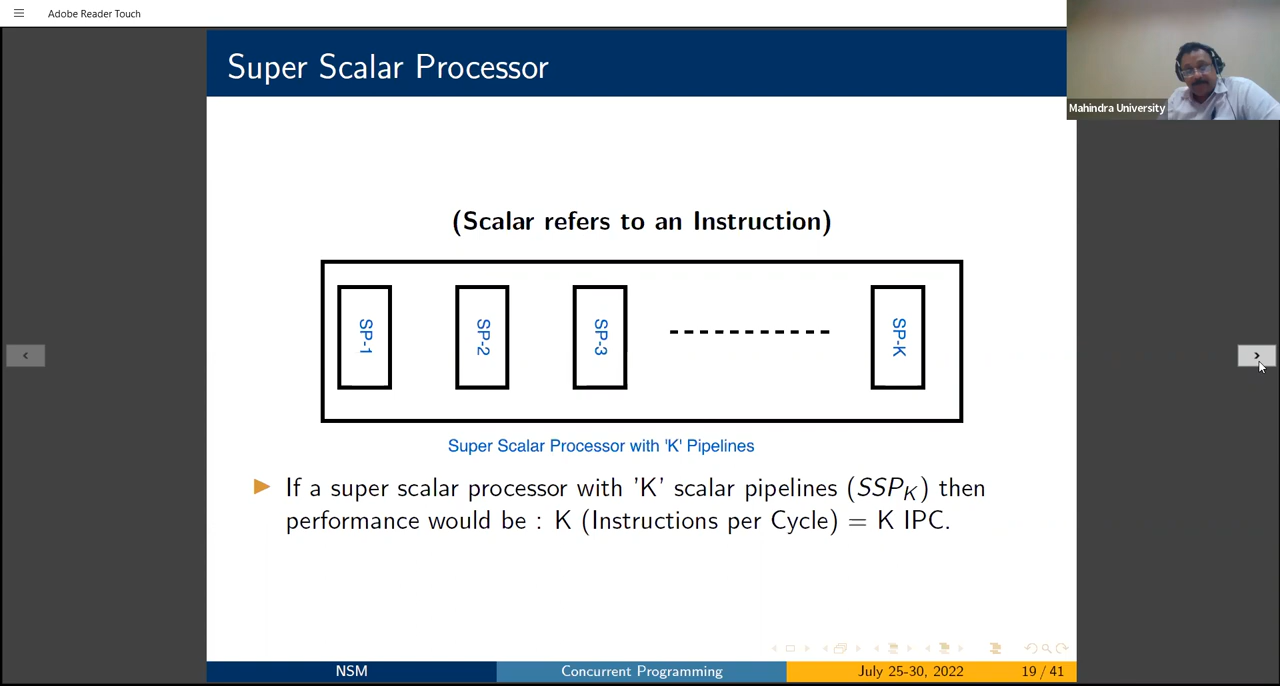 Adobe Reader Touch
Super Scalar Processor
Mahindra University
(Scalar refers to an Instruction)
SP-1 SP-2 SP-3 SP-K
Super Scalar Processor with 'K' Pipelines
If a super scalar processor with 'K' scalar pipelines (SSP_K) then
performance would be : K (Instructions per Cycle) = K IPC.
NSM Concurrent Programming July 25-30, 2022 19 / 41